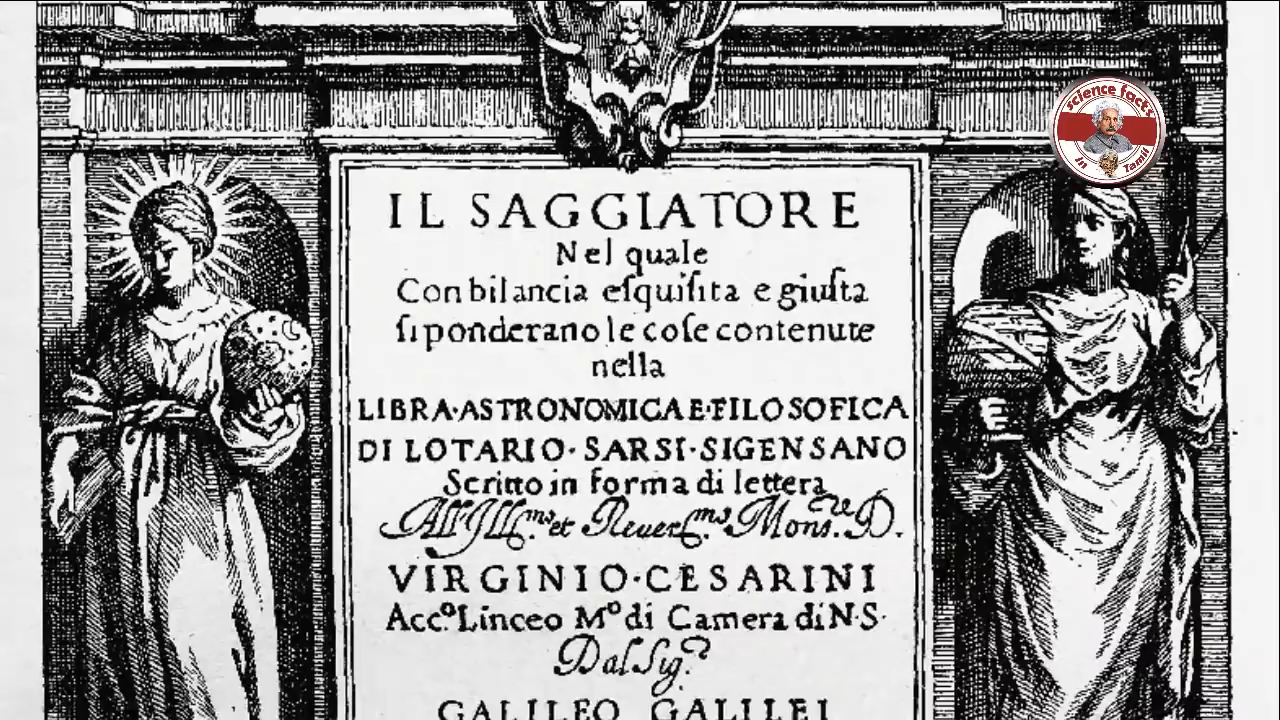 IL SAGGIATORE
Nel quale
Con bilancia eſquiſita e giuſta
ſi ponderano le coſe contenute
nella
LIBRA·ASTRONOMICA E·FILOSOFICA
DI LOTARIO·SARSI·SIGENSANO
Scritto in forma di lettera
All'Ill.mo et Reuer.mo Mons.re D.
VIRGINIO·CESARINI
Acc.o Linceo M.o di Camera di N·S·
Dal Sig.r
GALILEO GALILEI
science facts
in Tamil